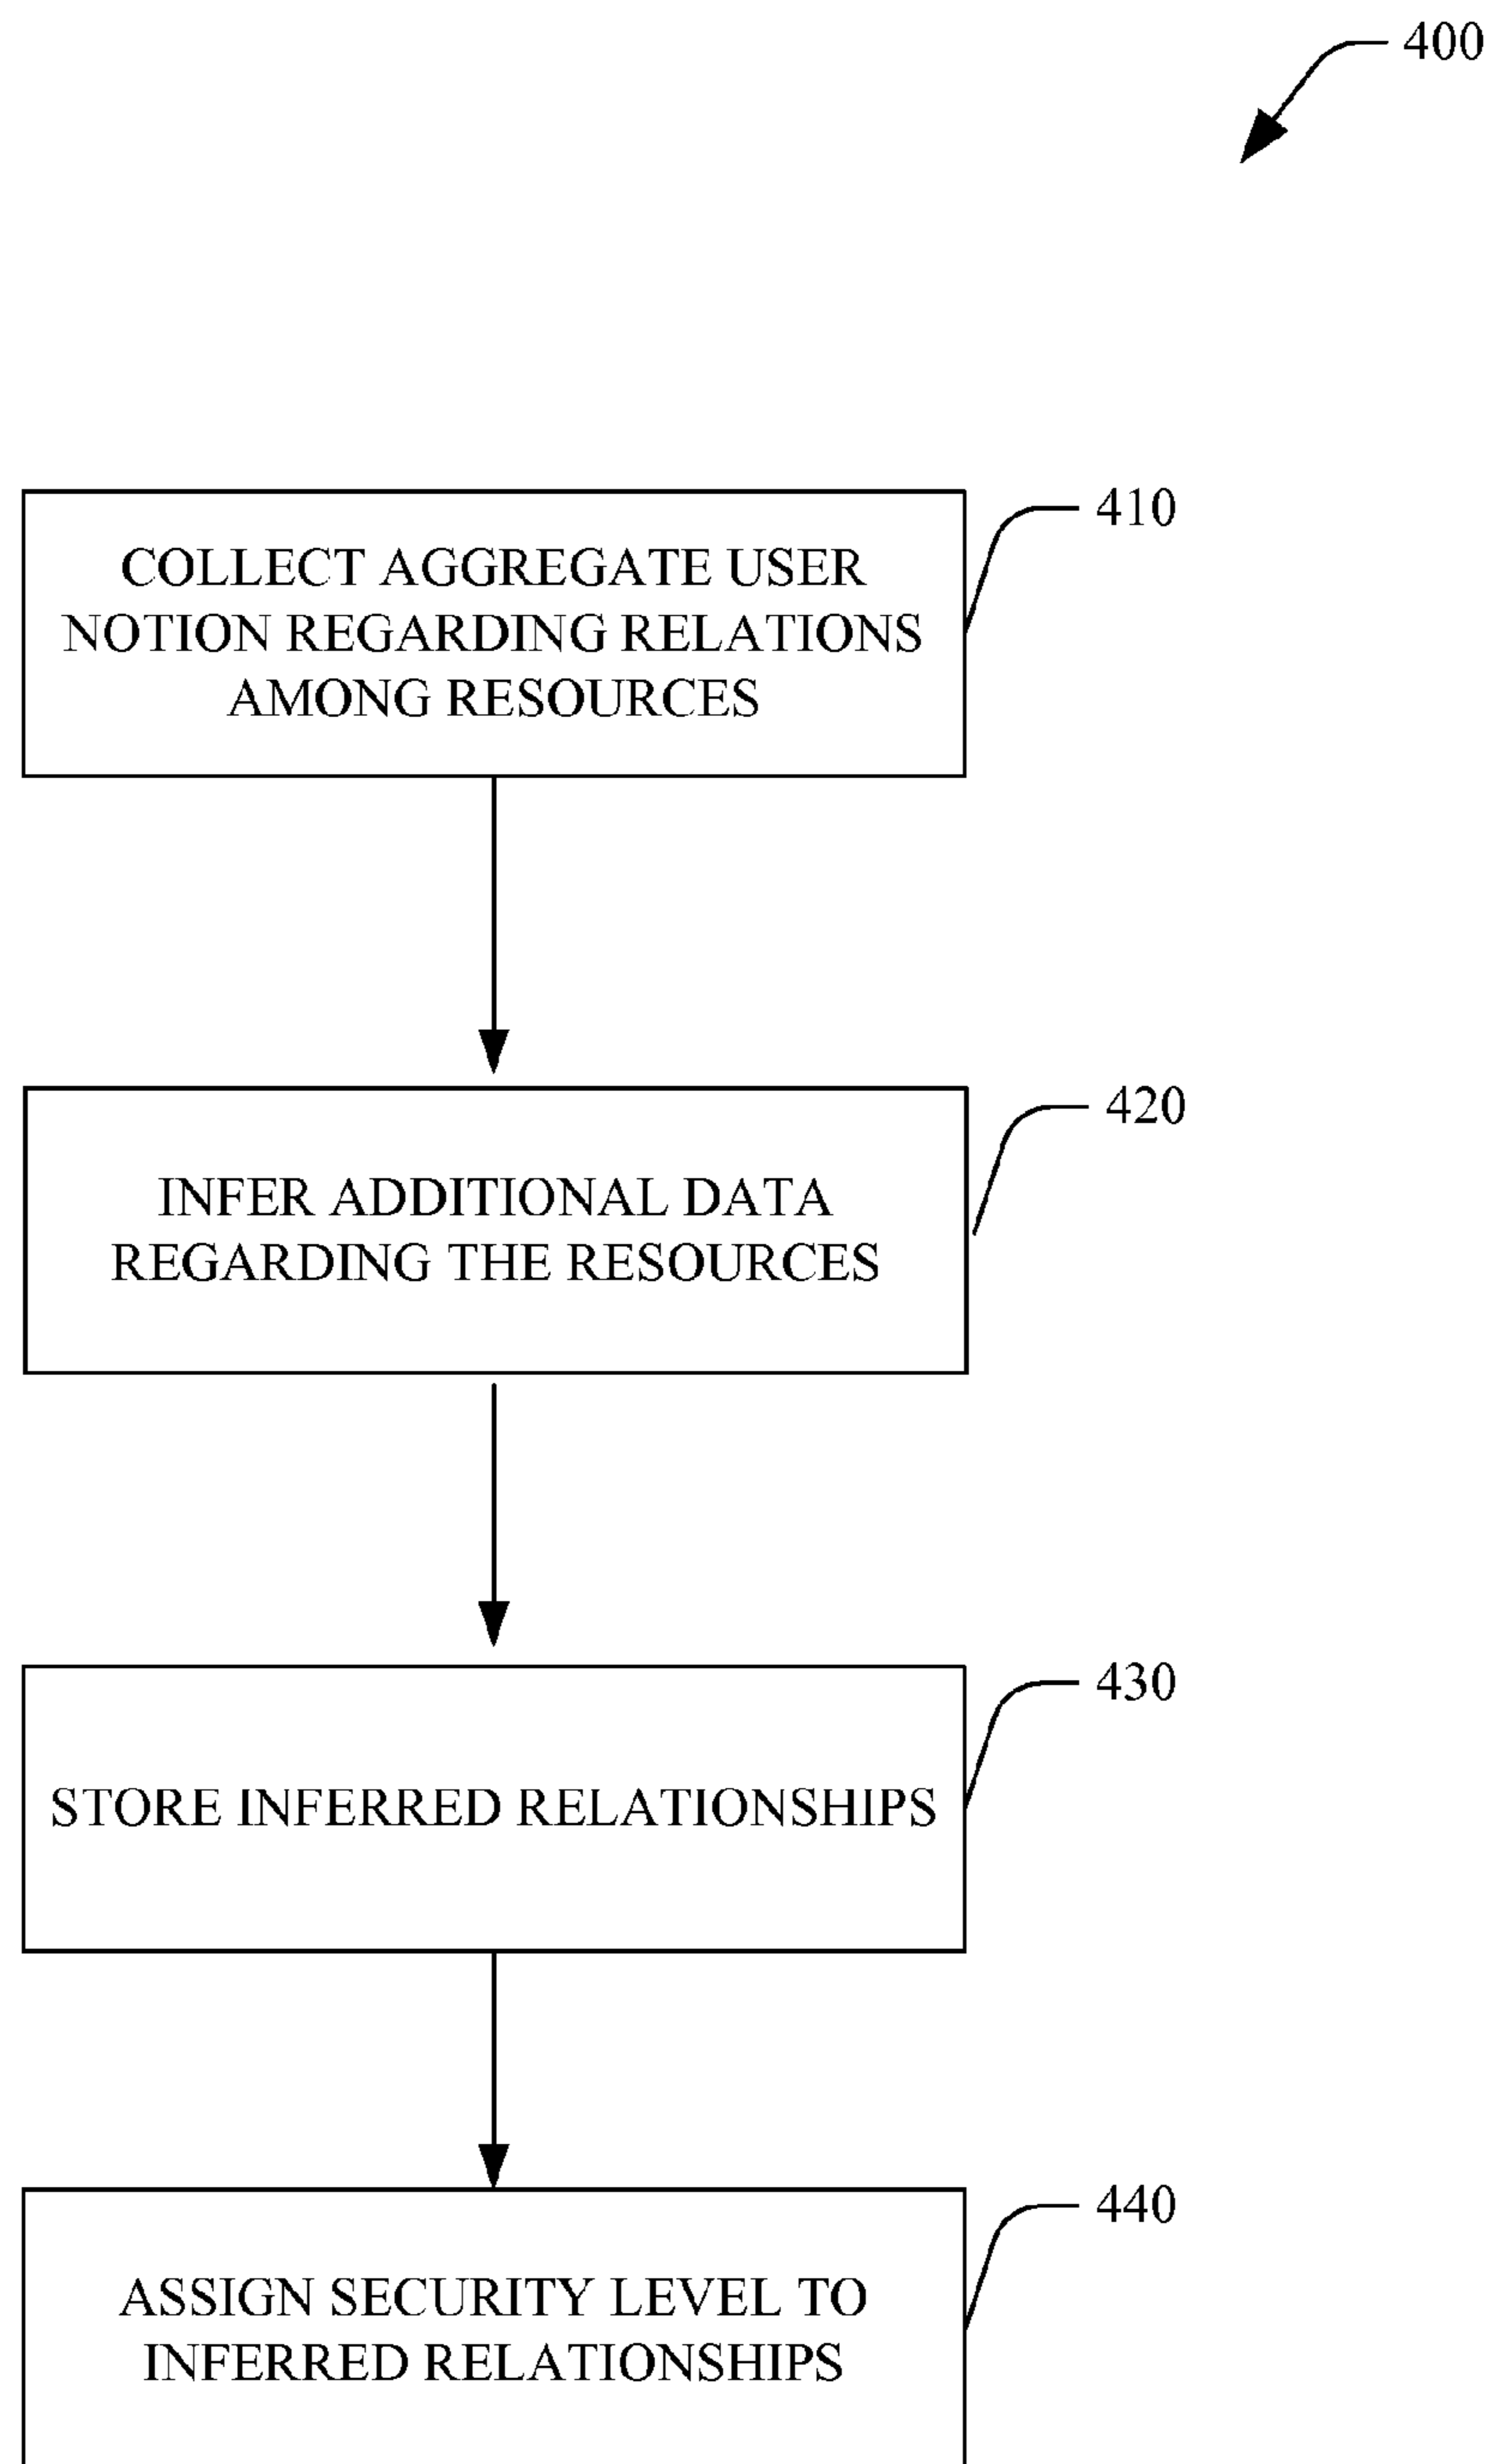 400
410
COLLECT AGGREGATE USER
NOTION REGARDING RELATIONS
AMONG RESOURCES
420
INFER ADDITIONAL DATA
REGARDING THE RESOURCES
430
STORE INFERRED RELATIONSHIPS
440
ASSIGN SECURITY LEVEL TO
INFERRED RELATIONSHIPS